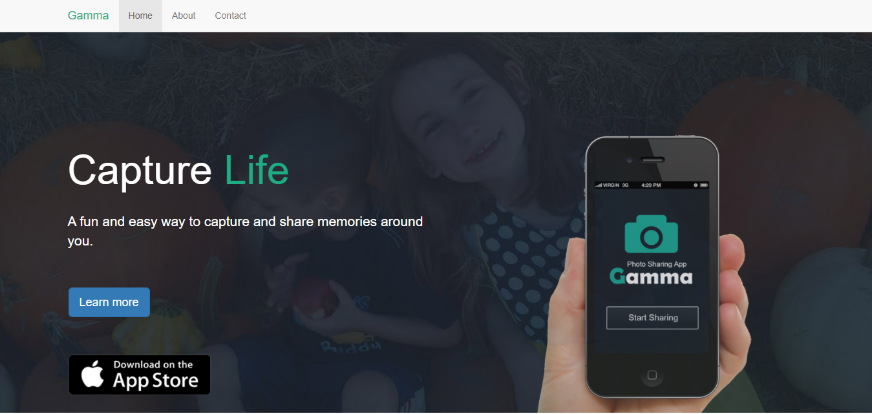 Gamma Home About Contact
Capture Life
A fun and easy way to capture and share memories around
you.
Learn more
Download on the
App Store
VIRGIN 3G 4:20 PM
Photo Sharing App
Gamma
Start Sharing